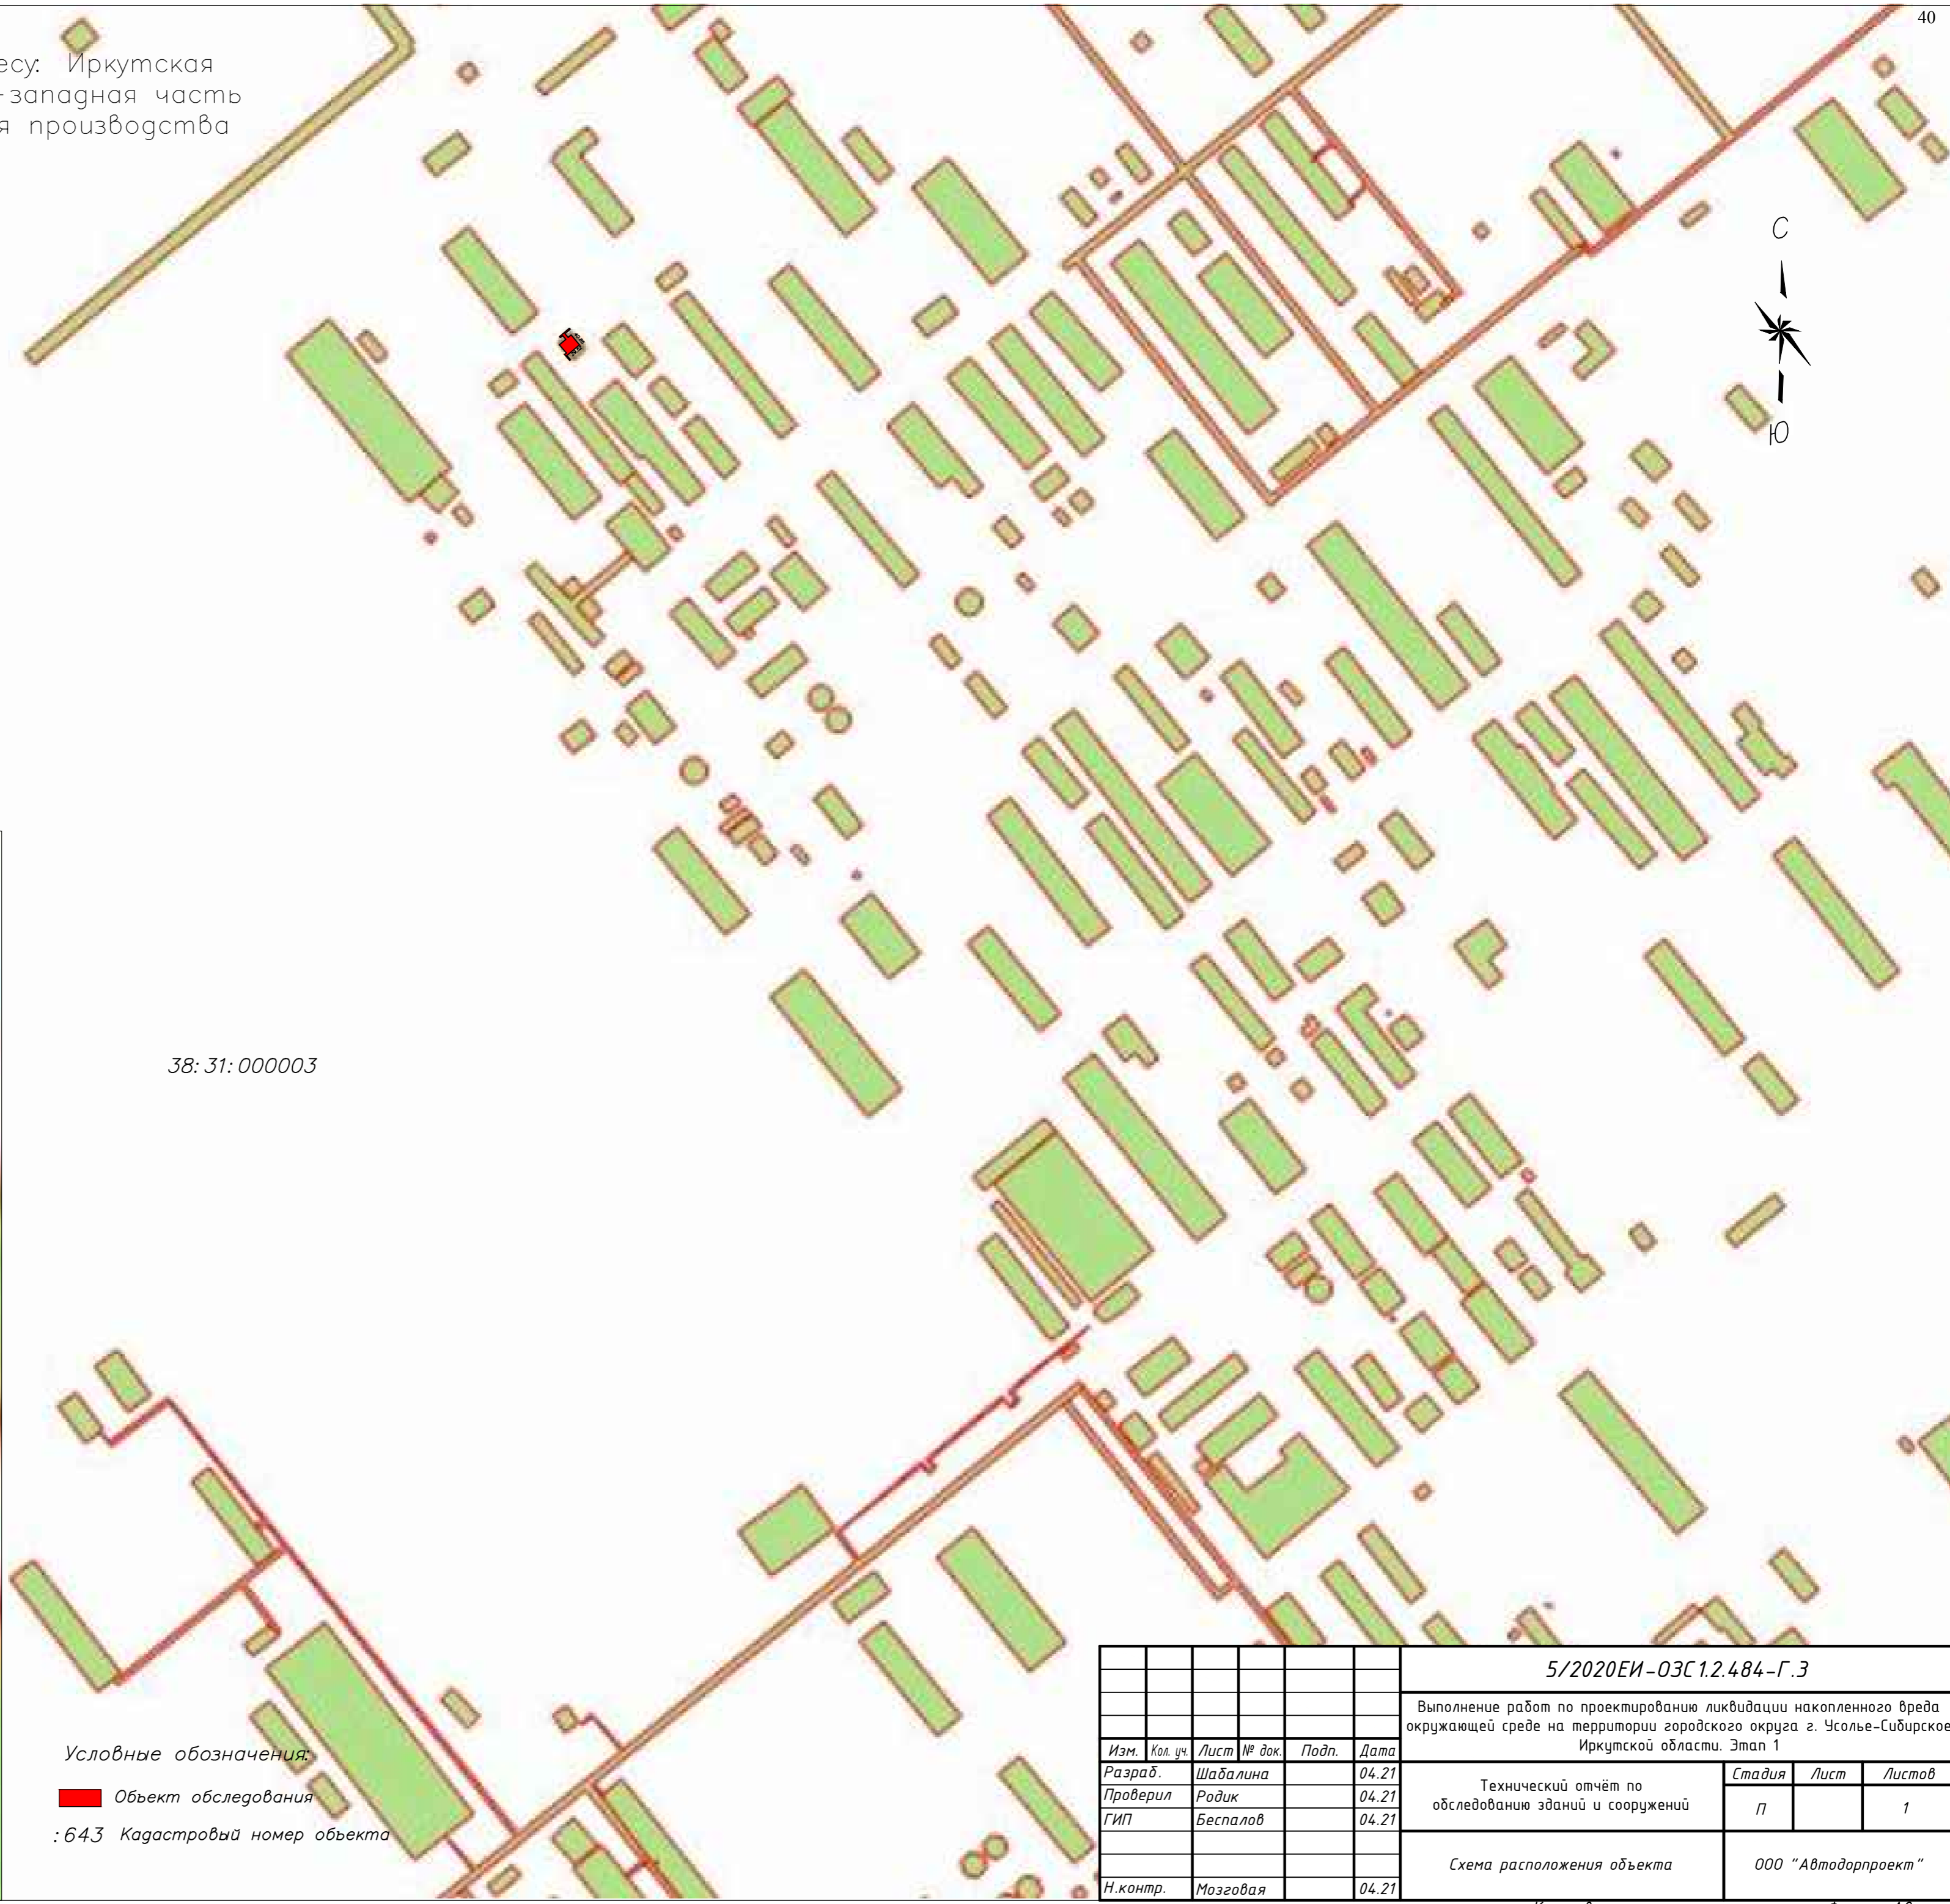 40
есу: Иркутская
-западная часть
я производства
С
Ю
38:31:000003
Условные обозначения:
Объект обследования
:643 Кадастровый номер объекта
5/2020ЕИ-ОЗС1.2.484-Г.3
Выполнение работ по проектированию ликвидации накопленного вреда
окружающей среде на территории городского округа г. Усолье-Сибирское
Иркутской области. Этап 1
Изм. Кол. уч. Лист № док. Подп. Дата
Разраб. Шабалина 04.21
Проверил Родик 04.21
ГИП Беспалов 04.21
Технический отчёт по
обследованию зданий и сооружений
Стадия Лист Листов
П 1
Схема расположения объекта
ООО "Автодорпроект"
Н.контр. Мозговая 04.21